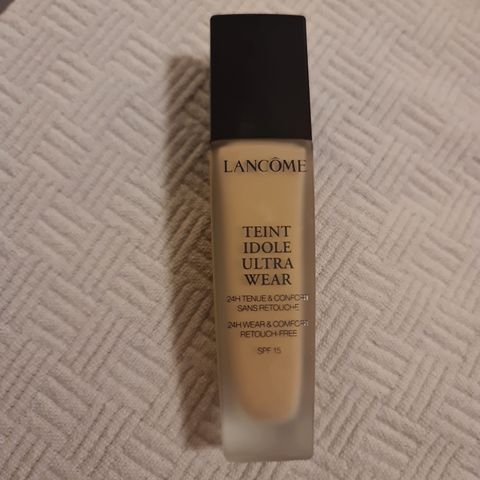 LANCÔME
TEINT
IDOLE
ULTRA
WEAR
24H TENUE & CONFORT
SANS RETOUCHE
24H WEAR & COMFORT
RETOUCH-FREE
SPF 15